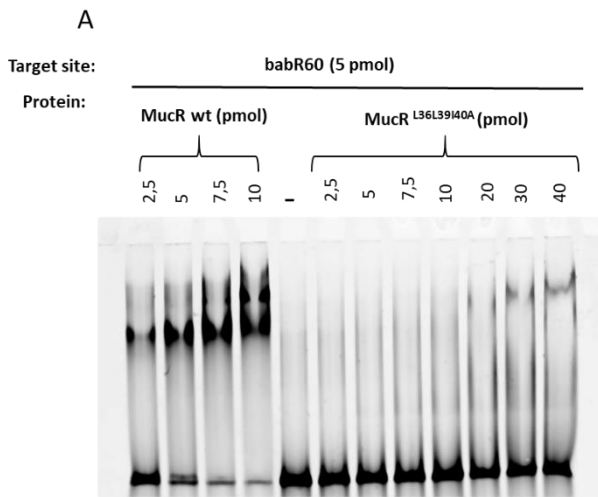 A
Target site: babR60 (5 pmol)
Protein:
MucR wt (pmol) MucR L36L39I40A (pmol)
2,5 5 7,5 10 - 2,5 5 7,5 10 20 30 40